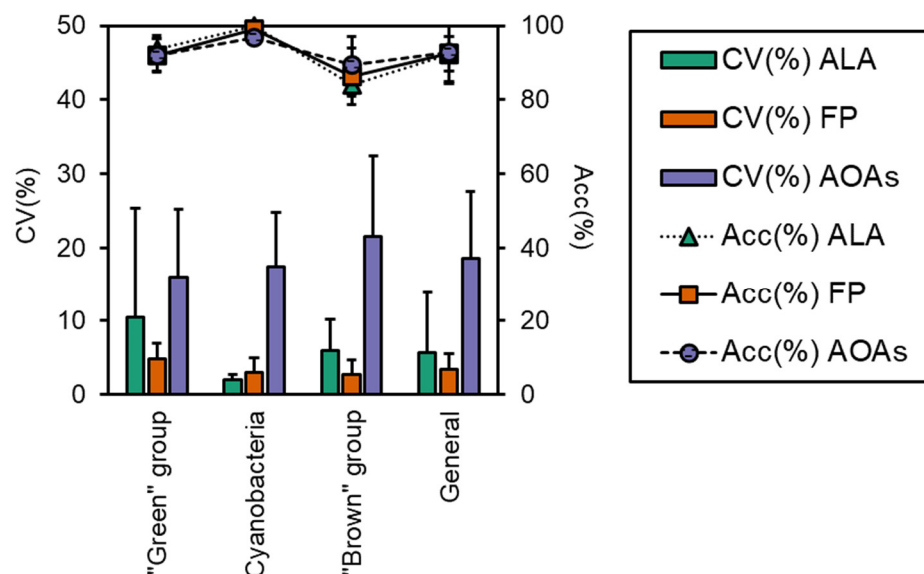 50
40
30
20
10
0
CV(%)
100
80
60
40
20
0
Acc(%)
"Green" group
Cyanobacteria
"Brown" group
General
CV(%) ALA
CV(%) FP
CV(%) AOAs
Acc(%) ALA
Acc(%) FP
Acc(%) AOAs